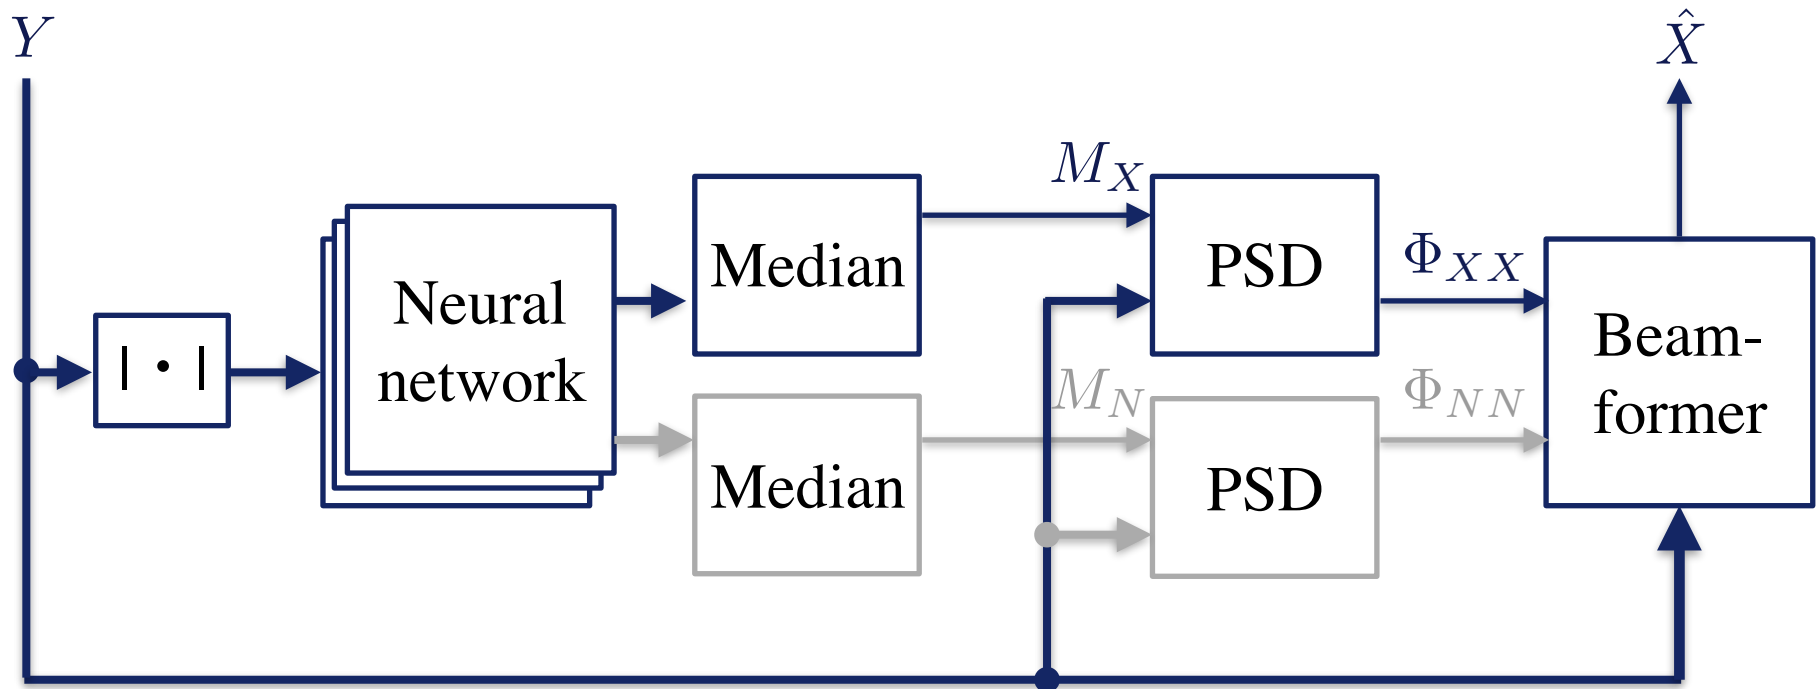 Y
X̂
M_X
Median
PSD
Φ_XX
Neural
network
| · |
Beam-
former
M_N
Φ_NN
Median
PSD